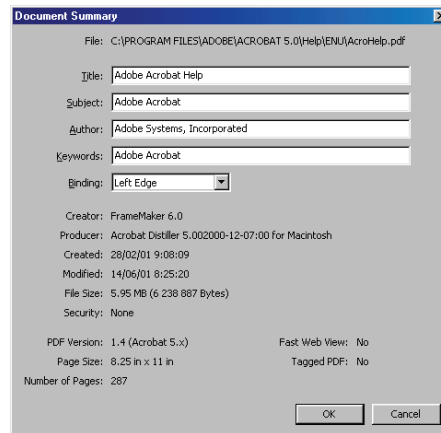 Document Summary
File: C:\PROGRAM FILES\ADOBE\ACROBAT 5.0\Help\ENU\AcroHelp.pdf
Title: Adobe Acrobat Help
Subject: Adobe Acrobat
Author: Adobe Systems, Incorporated
Keywords: Adobe Acrobat
Binding: Left Edge
Creator: FrameMaker 6.0
Producer: Acrobat Distiller 5.002000-12-07:00 for Macintosh
Created: 28/02/01 9:08:09
Modified: 14/06/01 8:25:20
File Size: 5.95 MB (6 238 887 Bytes)
Security: None
PDF Version: 1.4 (Acrobat 5.x) Fast Web View: No
Page Size: 8.25 in x 11 in Tagged PDF: No
Number of Pages: 287
OK Cancel